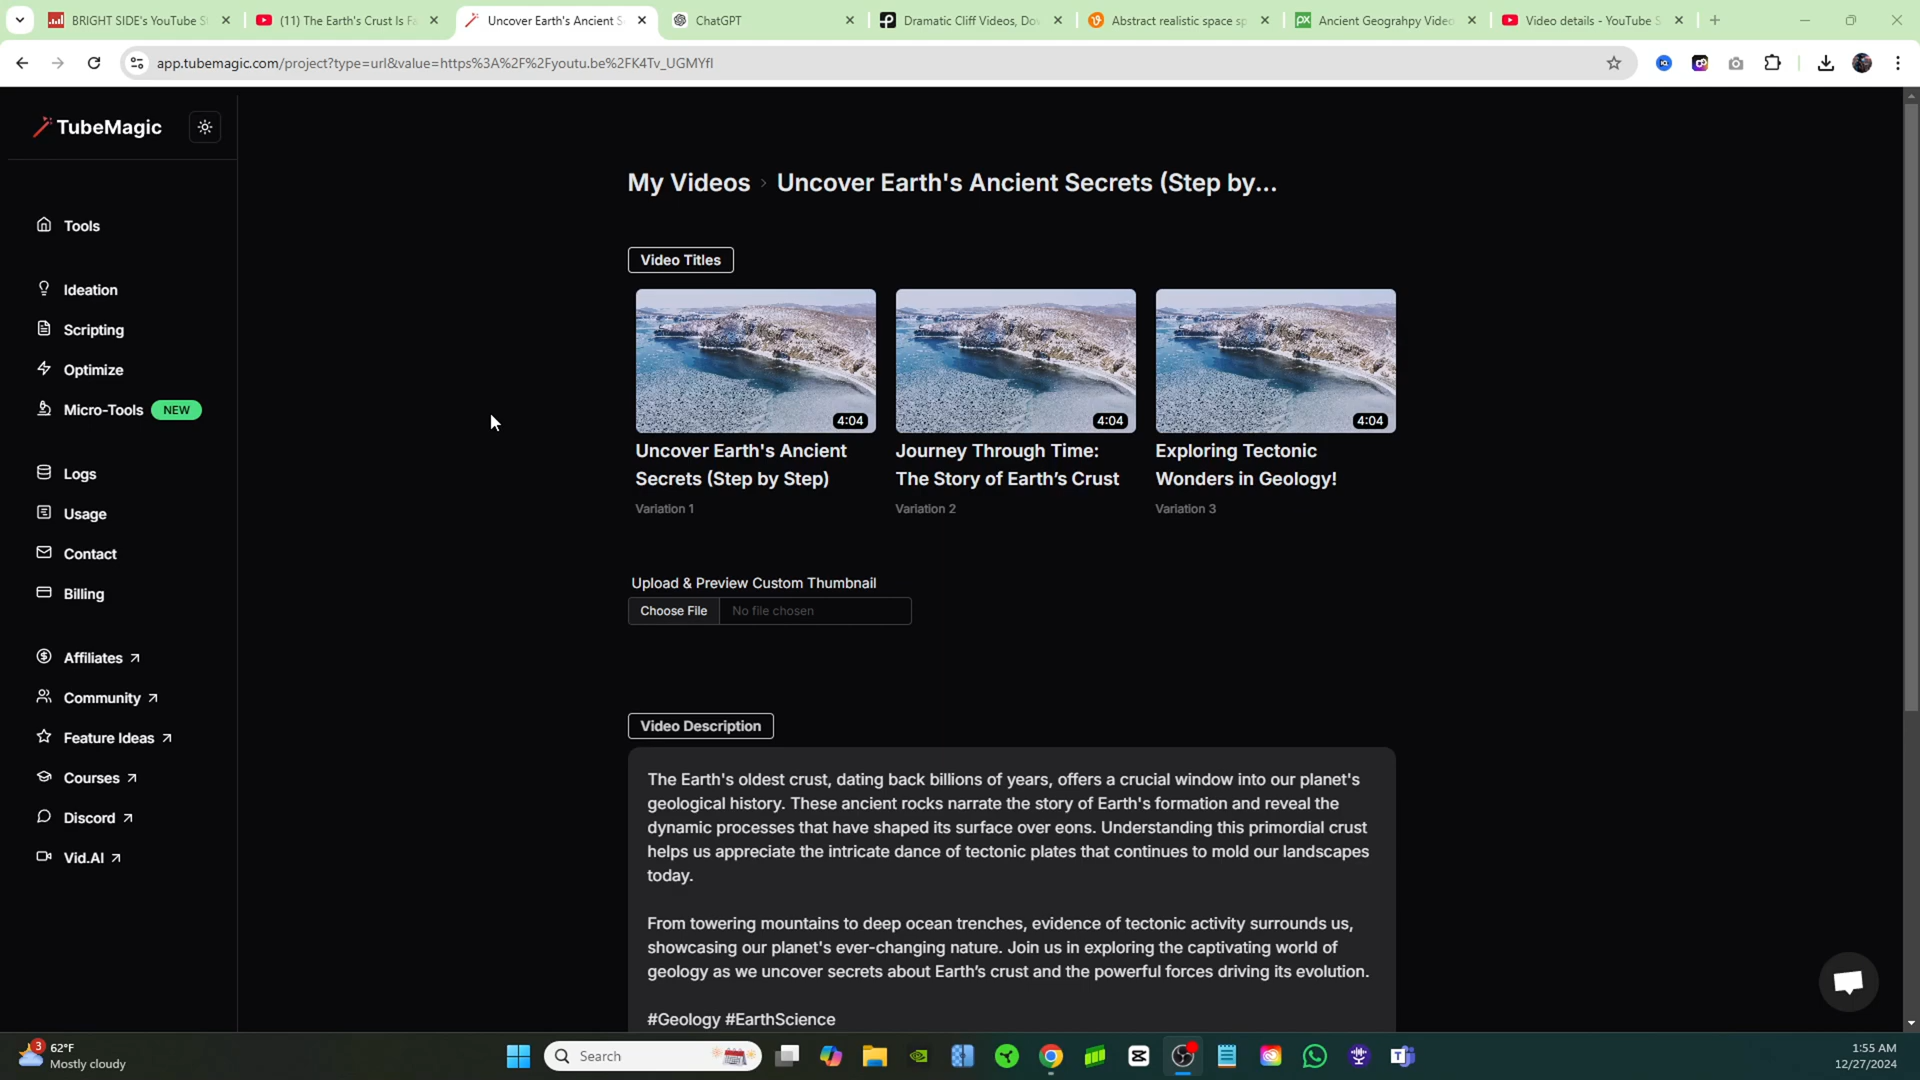 BRIGHT SIDE's YouTube S
(11) The Earth's Crust Is Fa
Uncover Earth's Ancient S
ChatGPT
Dramatic Cliff Videos, Do
Abstract realistic space sp
Ancient Geograhpy Video
Video details - YouTube S
app.tubemagic.com/project?type=url&value=https%3A%2F%2Fyoutu.be%2FK4Tv_UGMYfI
TubeMagic
Tools
Ideation
Scripting
Optimize
Micro-Tools NEW
Logs
Usage
Contact
Billing
Affiliates
Community
Feature Ideas
Courses
Discord
Vid.AI
My Videos > Uncover Earth's Ancient Secrets (Step by...
Video Titles
4:04
4:04
4:04
Uncover Earth's Ancient
Secrets (Step by Step)
Variation 1
Journey Through Time:
The Story of Earth’s Crust
Variation 2
Exploring Tectonic
Wonders in Geology!
Variation 3
Upload & Preview Custom Thumbnail
Choose File No file chosen
Video Description
The Earth's oldest crust, dating back billions of years, offers a crucial window into our planet's
geological history. These ancient rocks narrate the story of Earth's formation and reveal the
dynamic processes that have shaped its surface over eons. Understanding this primordial crust
helps us appreciate the intricate dance of tectonic plates that continues to mold our landscapes
today.
From towering mountains to deep ocean trenches, evidence of tectonic activity surrounds us,
showcasing our planet's ever-changing nature. Join us in exploring the captivating world of
geology as we uncover secrets about Earth’s crust and the powerful forces driving its evolution.
#Geology #EarthScience
3
62°F
Mostly cloudy
Search
1:55 AM
12/27/2024